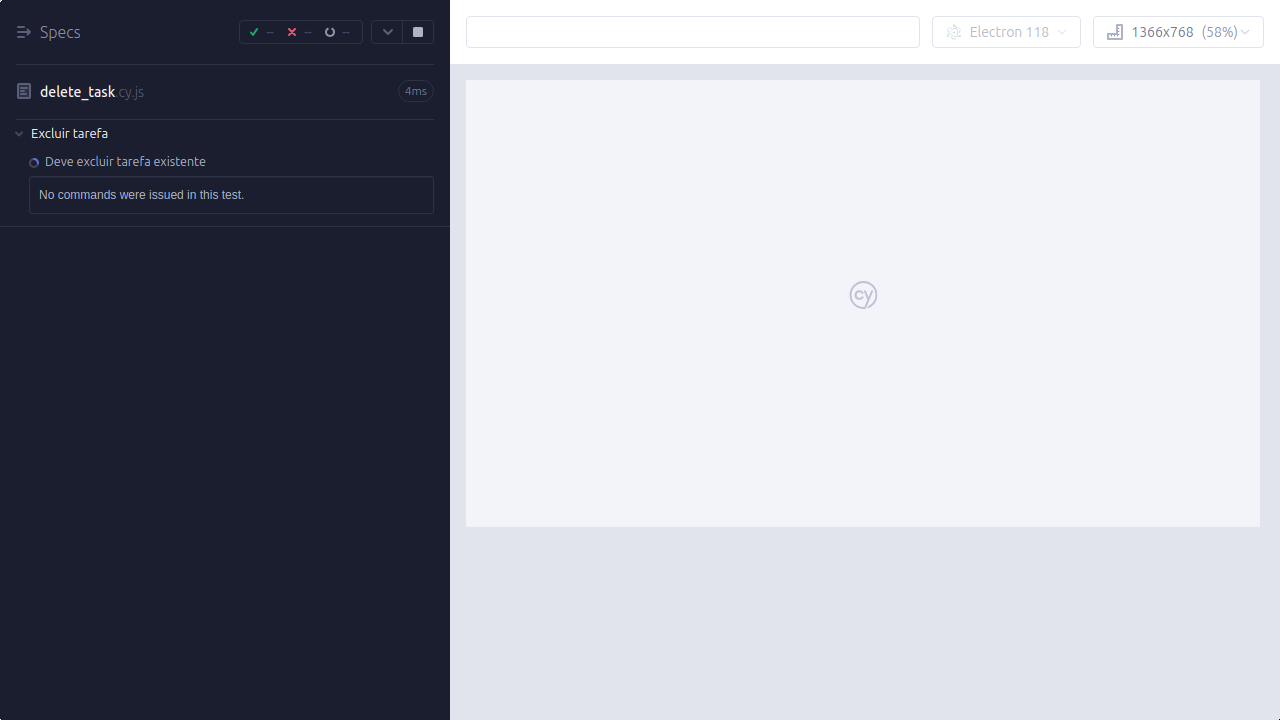 Specs
-- -- --
Electron 118
1366x768 (58%)
delete_task.cy.js
4ms
Excluir tarefa
Deve excluir tarefa existente
No commands were issued in this test.
cy